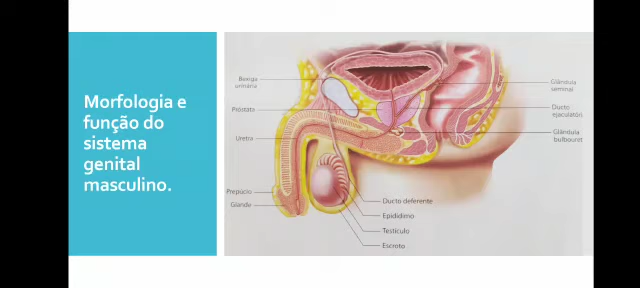 Morfologia e
função do
sistema
genital
masculino.
Bexiga
urinária
Próstata
Uretra
Prepúcio
Glande
Glândula
seminal
Ducto
ejaculatóri
Glândula
bulbouret
Ducto deferente
Epidídimo
Testículo
Escroto